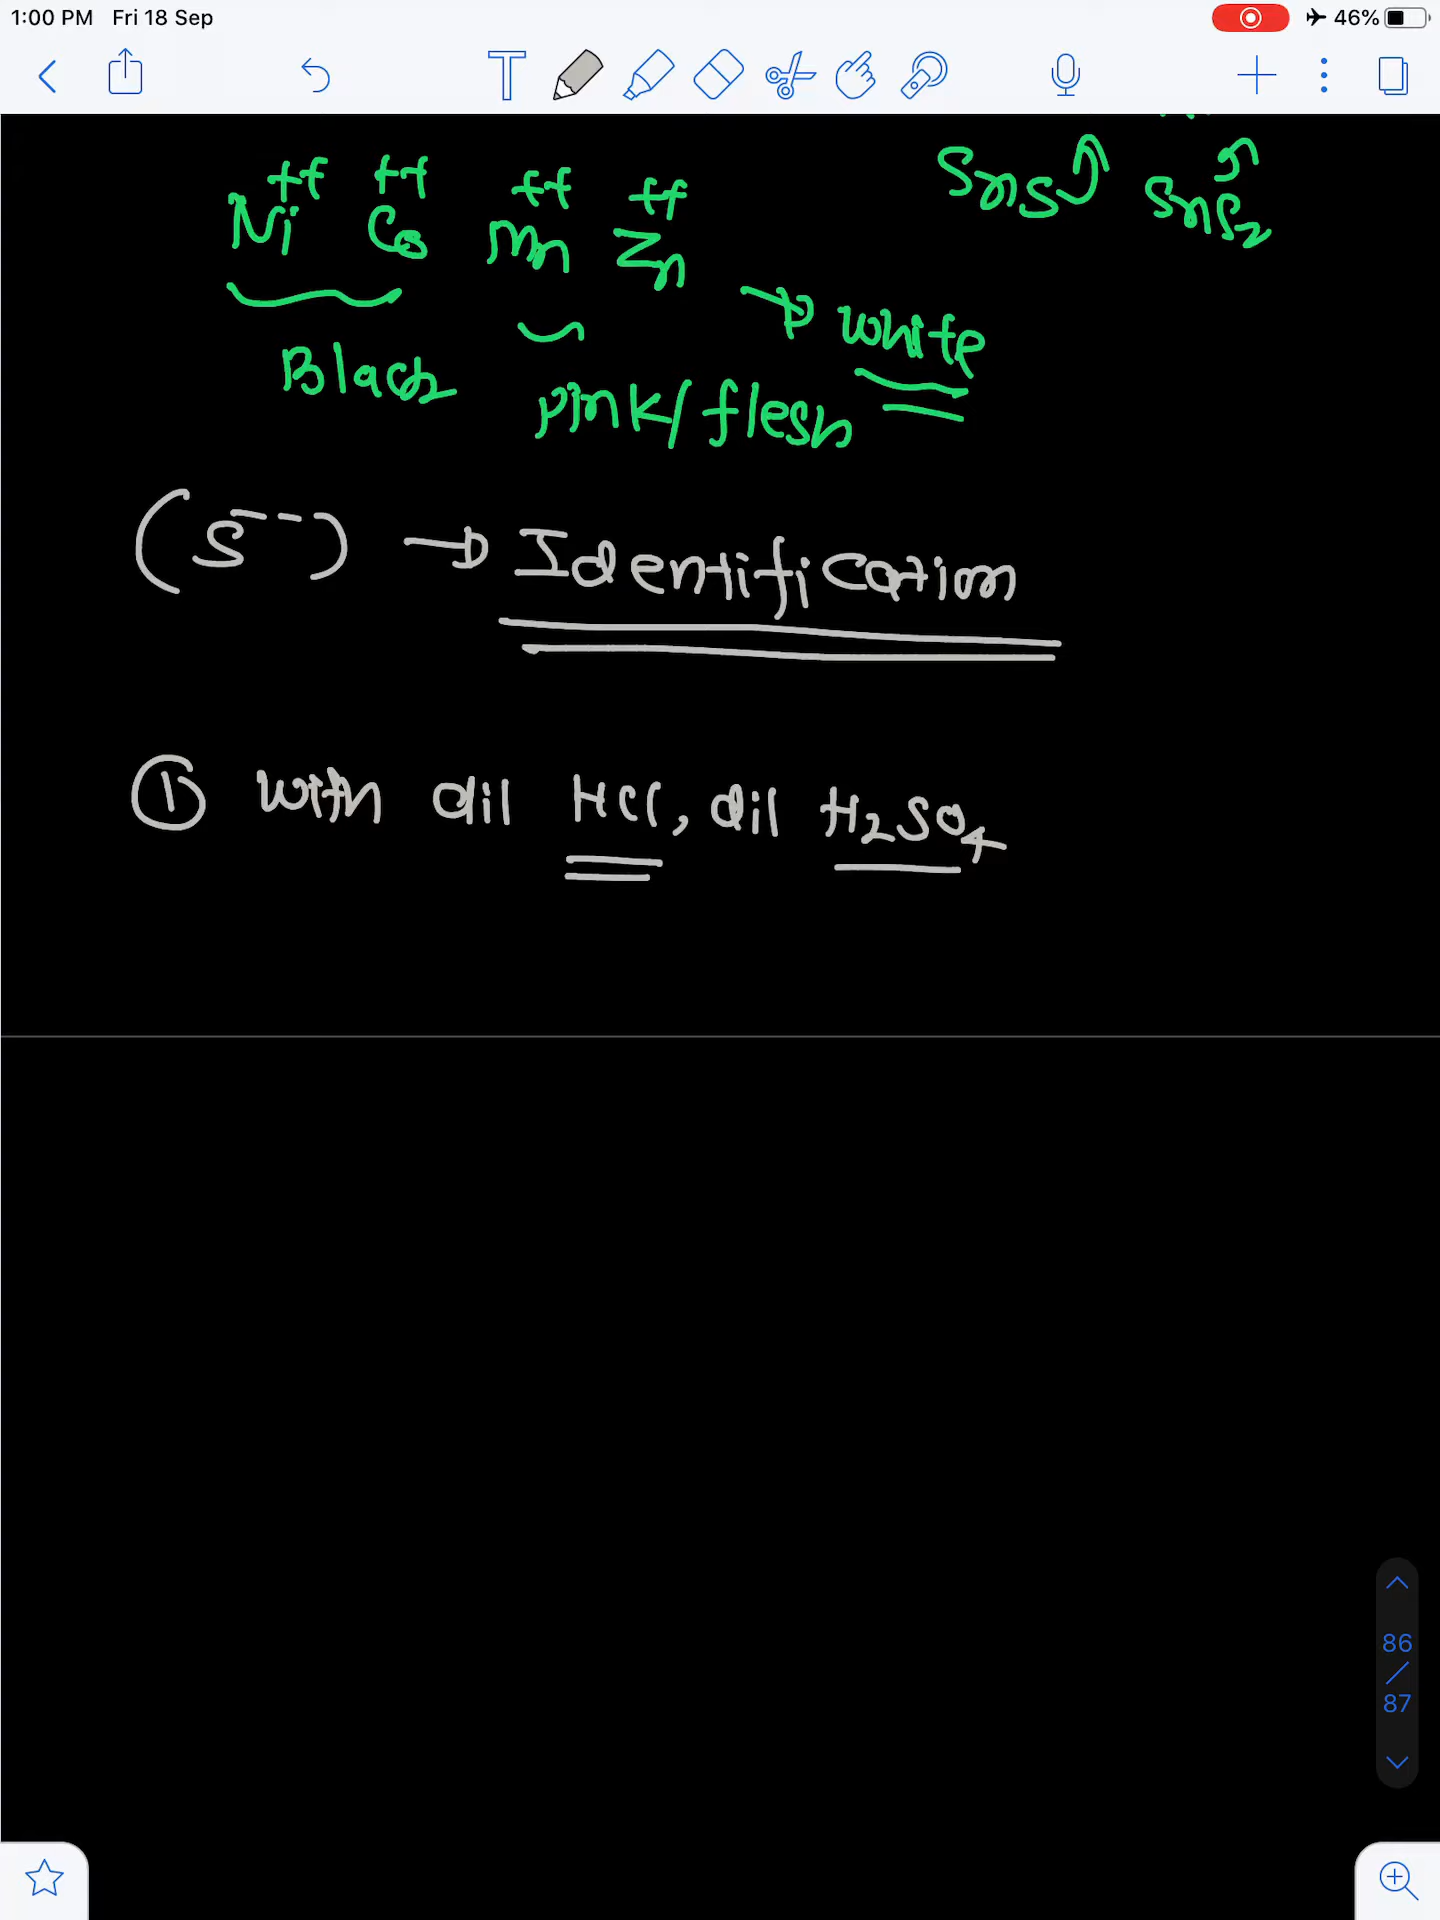 1:00 PM Fri 18 Sep 46%
T
Ni++ Co++ Mn++ Zn++ → white
SnS SnS2
Black
pink/flesh
(S--) → Identification
① with dil HCl, dil H2SO4
86
/
87